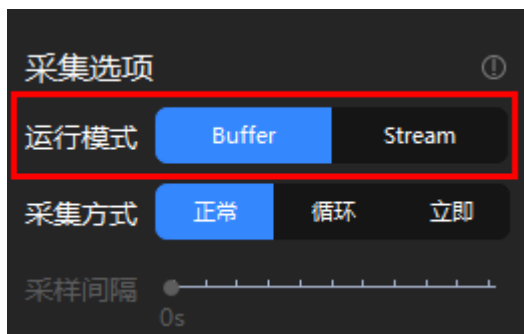 采集选项
运行模式 Buffer Stream
采集方式 正常 循环 立即
采样间隔
0s